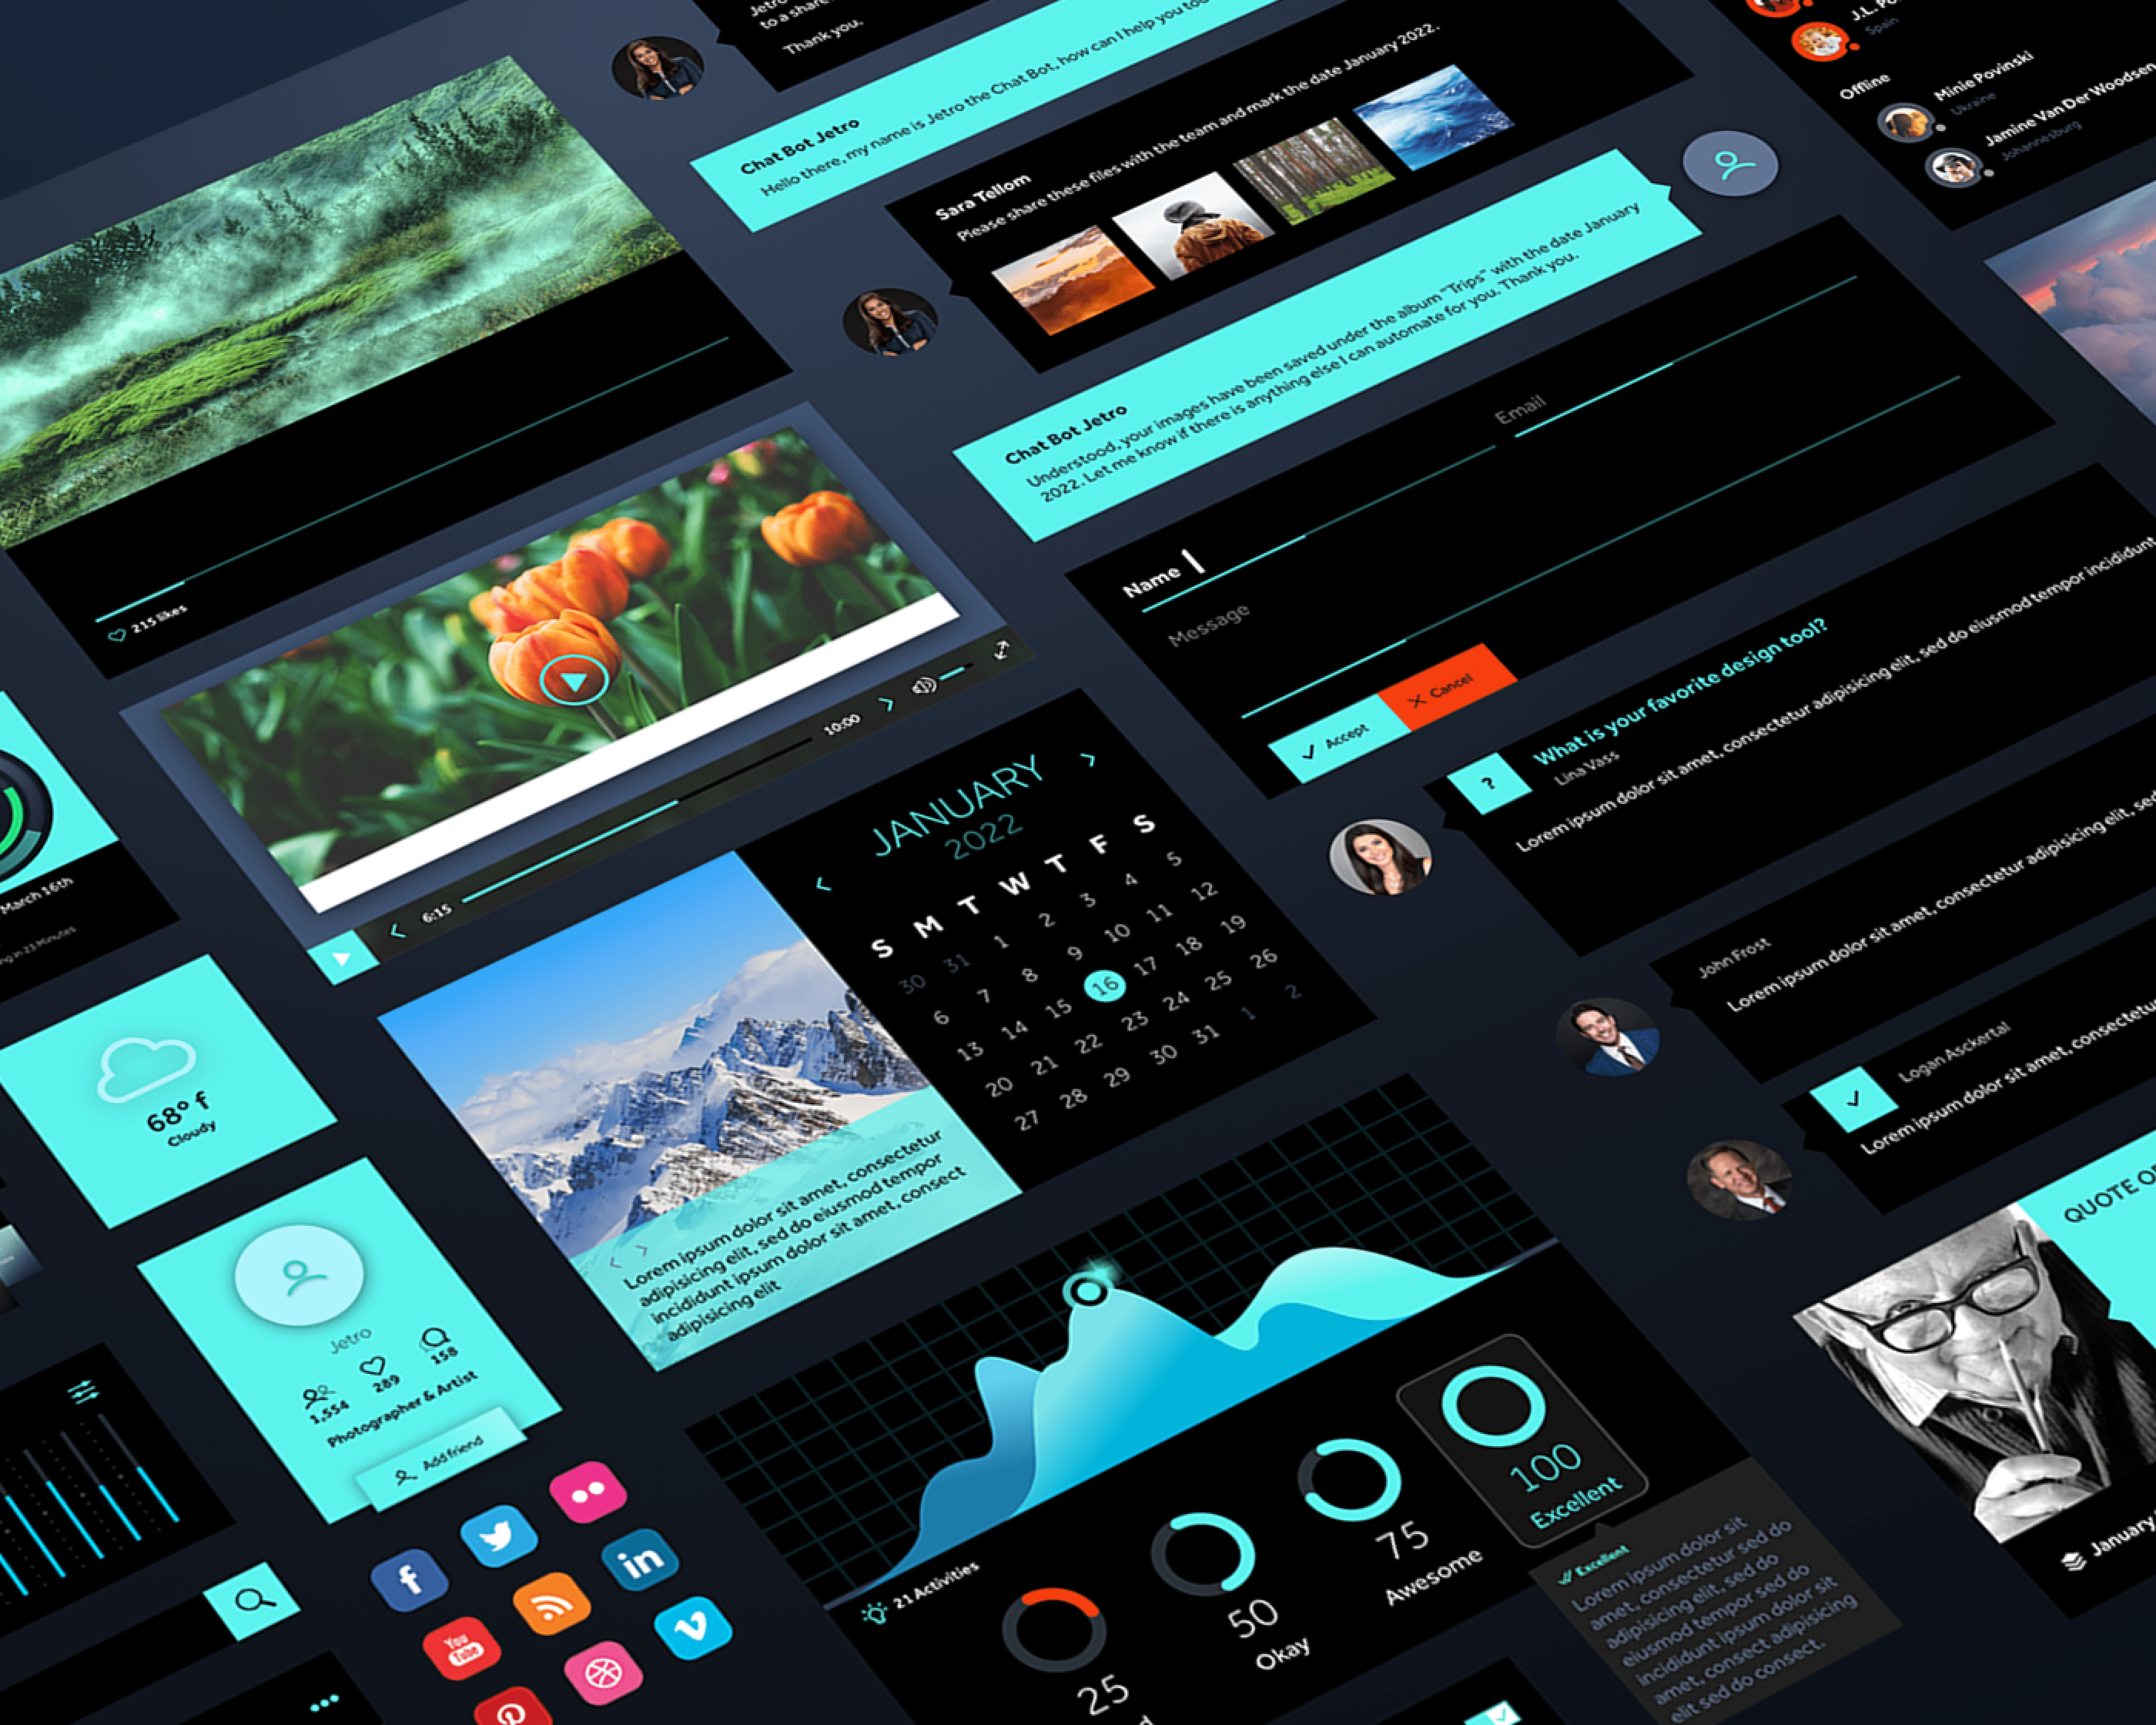 to a share
Thank you.
Chat Bot Jetro
Hello there, my name is Jetro the Chat Bot, how can I help you
Sara Tellom
Please share these files with the team and mark the date January 2022.
Chat Bot Jetro
Understood, your images have been saved under the album "Trips" with the date January
2022. Let me know if there is anything else I can automate for you. Thank you.
Spain
Offline
Minie Povinski
Ukraine
Jamine Van Der Woodsen
Johannesburg
215 likes
6:15
10:00
Name
Email
Message
Accept
Cancel
?
What is your favorite design tool?
Lina Vass
Lorem ipsum dolor sit amet, consectetur adipisicing elit, sed do eiusmod tempor incididunt
John Frost
Lorem ipsum dolor sit amet, consectetur adipisicing elit,
Logan Asckertal
Lorem ipsum dolor sit amet,
QUOTE
January
March 16th
in 23 Minutes
68° f
Cloudy
Jetro
1,554
289
158
Photographer & Artist
Add friend
JANUARY
2022
S M T W T F S
30 31 1 2 3 4 5
6 7 8 9 10 11 12
13 14 15 16 17 18 19
20 21 22 23 24 25 26
27 28 29 30 31 1 2
Lorem ipsum dolor sit amet, consectetur
adipisicing elit, sed do eiusmod tempor
incididunt ipsum dolor sit amet, consect
adipisicing elit
21 Activities
25
50
Okay
75
Awesome
100
Excellent
Excellent
Lorem ipsum dolor sit
amet, consectetur sed do
adipisicing elit, sed do
eiusmod tempor sed do
incididunt ipsum dolor sit
amet, consect adipisicing
elit sed do consect.
f
in
You
Tube